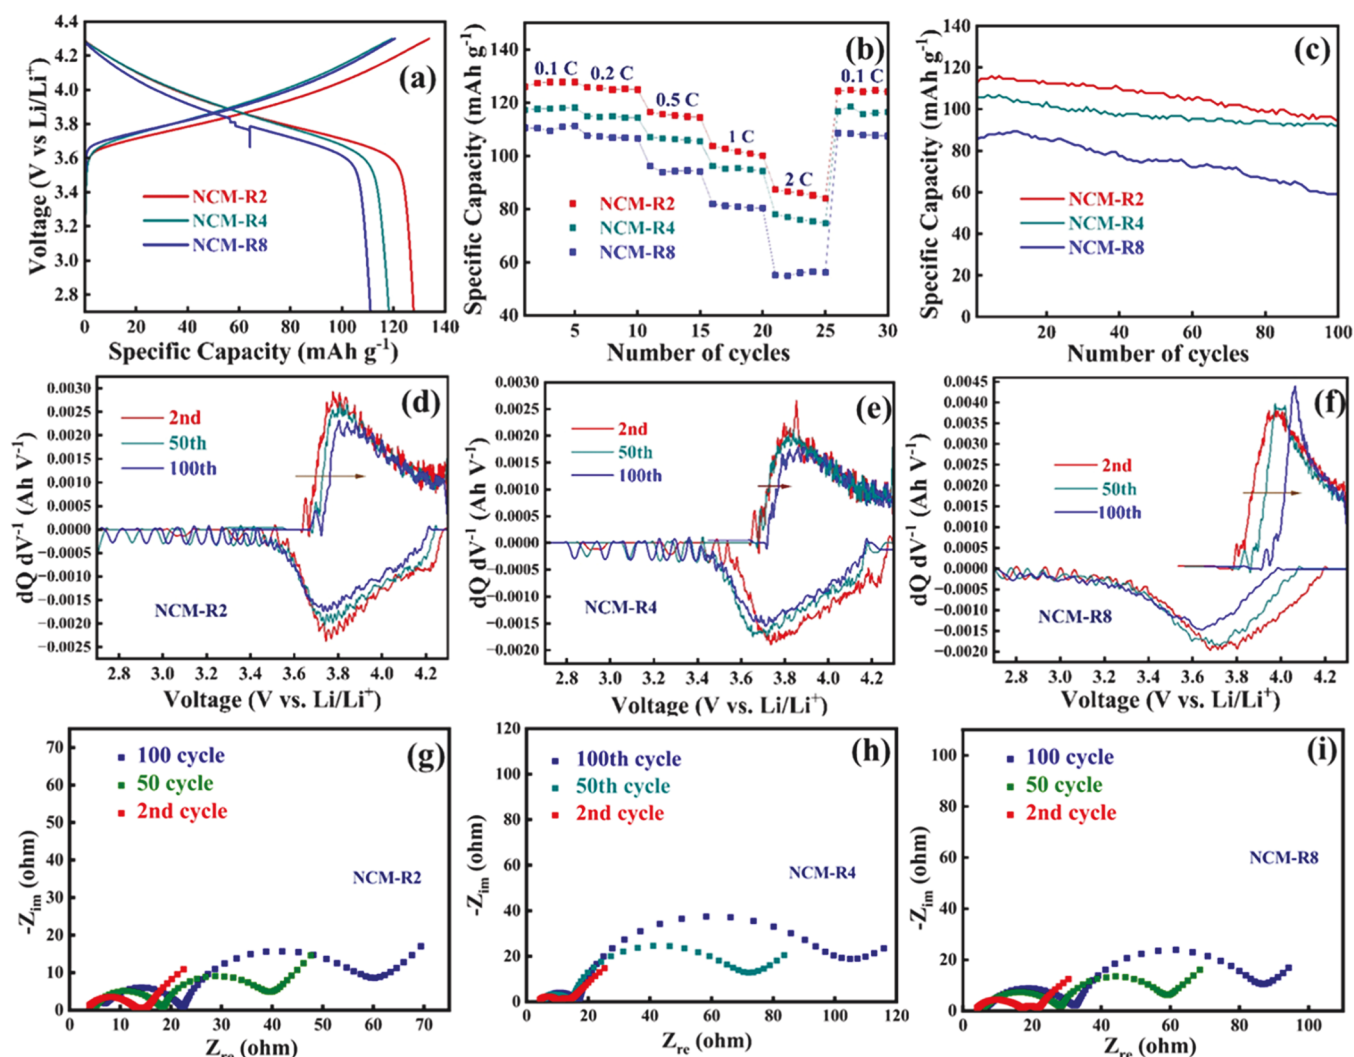 4.4
4.2
4.0
3.8
3.6
3.4
3.2
3.0
2.8
0 20 40 60 80 100 120 140
Voltage (V vs Li/Li⁺)
Specific Capacity (mAh g⁻¹)
(a)
NCM-R2
NCM-R4
NCM-R8
140
120
100
80
60
40
5 10 15 20 25 30
Specific Capacity (mAh g⁻¹)
Number of cycles
(b)
0.1 C 0.2 C 0.5 C 1 C 2 C 0.1 C
NCM-R2
NCM-R4
NCM-R8
140
120
100
80
60
40
20
0
20 40 60 80 100
Specific Capacity (mAh g⁻¹)
Number of cycles
(c)
NCM-R2
NCM-R4
NCM-R8
0.0030
0.0025
0.0020
0.0015
0.0010
0.0005
0.0000
−0.0005
−0.0010
−0.0015
−0.0020
−0.0025
2.8 3.0 3.2 3.4 3.6 3.8 4.0 4.2
dQ dV⁻¹ (Ah V⁻¹)
Voltage (V vs. Li/Li⁺)
(d)
2nd
50th
100th
NCM-R2
0.0030
0.0025
0.0020
0.0015
0.0010
0.0005
0.0000
−0.0005
−0.0010
−0.0015
−0.0020
2.8 3.0 3.2 3.4 3.6 3.8 4.0 4.2
dQ dV⁻¹ (Ah V⁻¹)
Voltage (V vs. Li/Li⁺)
(e)
2nd
50th
100th
NCM-R4
0.0045
0.0040
0.0035
0.0030
0.0025
0.0020
0.0015
0.0010
0.0005
0.0000
−0.0005
−0.0010
−0.0015
−0.0020
2.8 3.0 3.2 3.4 3.6 3.8 4.0 4.2
dQ dV⁻¹ (Ah V⁻¹)
Voltage (V vs. Li/Li⁺)
(f)
2nd
50th
100th
NCM-R8
70
60
50
40
30
20
10
0
0 10 20 30 40 50 60 70
-Zim (ohm)
Zre (ohm)
(g)
100 cycle
50 cycle
2nd cycle
NCM-R2
120
100
80
60
40
20
0
0 20 40 60 80 100 120
-Zim (ohm)
Zre (ohm)
(h)
100th cycle
50th cycle
2nd cycle
NCM-R4
100
80
60
40
20
0
0 20 40 60 80 100
-Zim (ohm)
Zre (ohm)
(i)
100 cycle
50 cycle
2nd cycle
NCM-R8